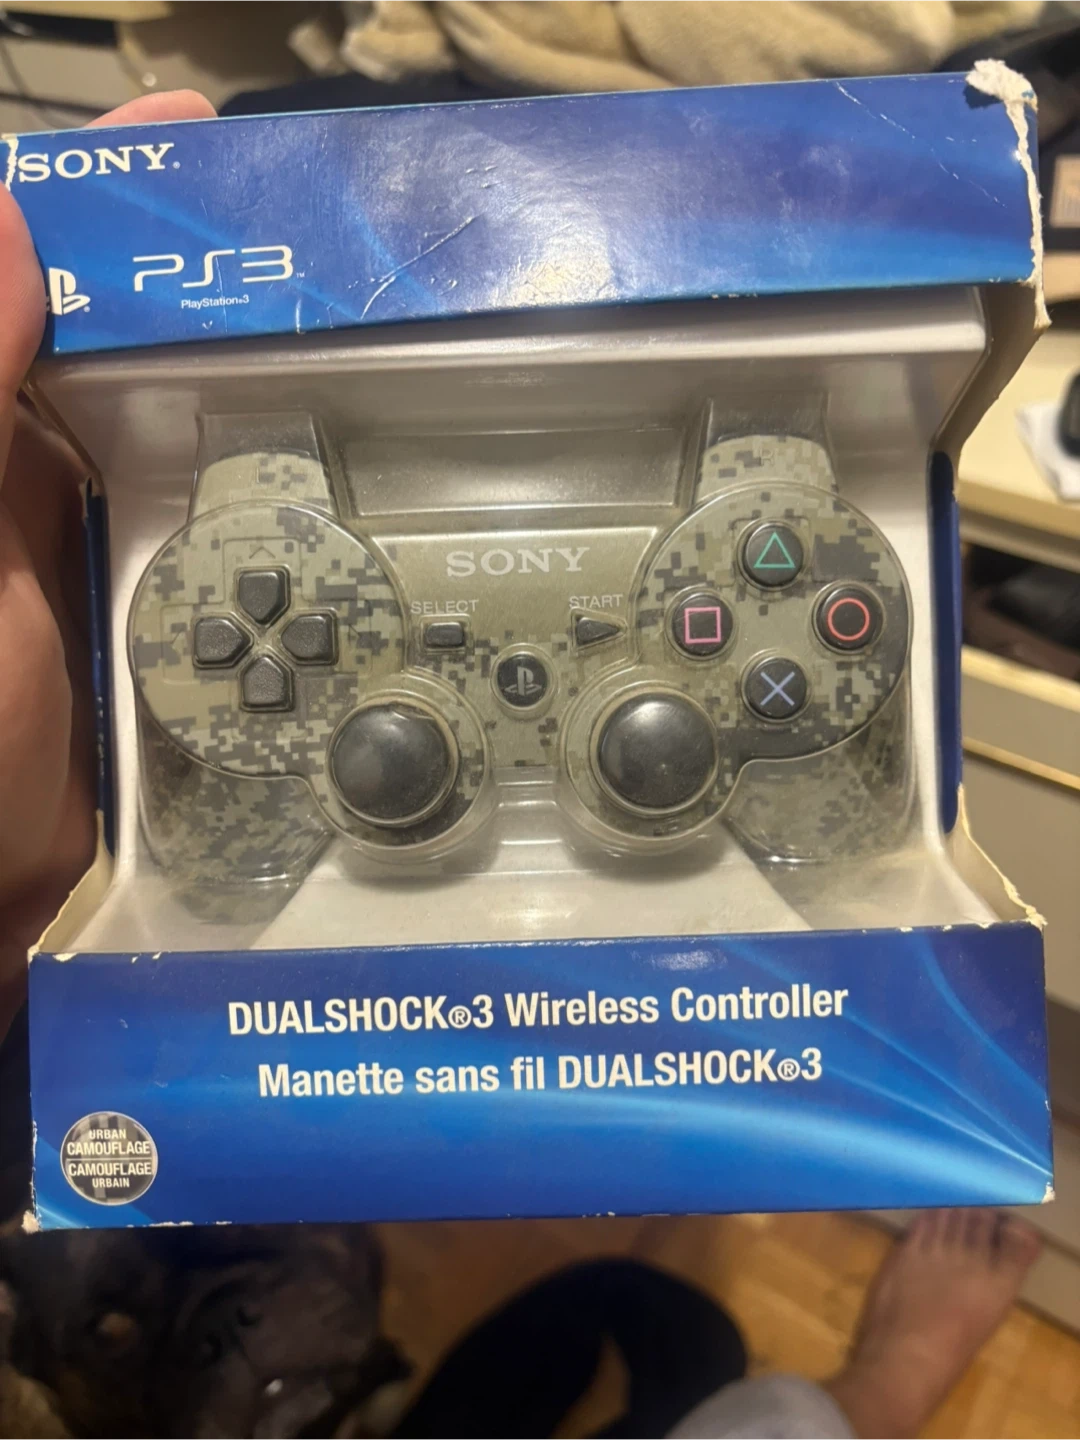 SONY®
PS3™
PlayStation®3
SONY
SELECT
START
DUALSHOCK®3 Wireless Controller
Manette sans fil DUALSHOCK®3
URBAN
CAMOUFLAGE
CAMOUFLAGE
URBAIN